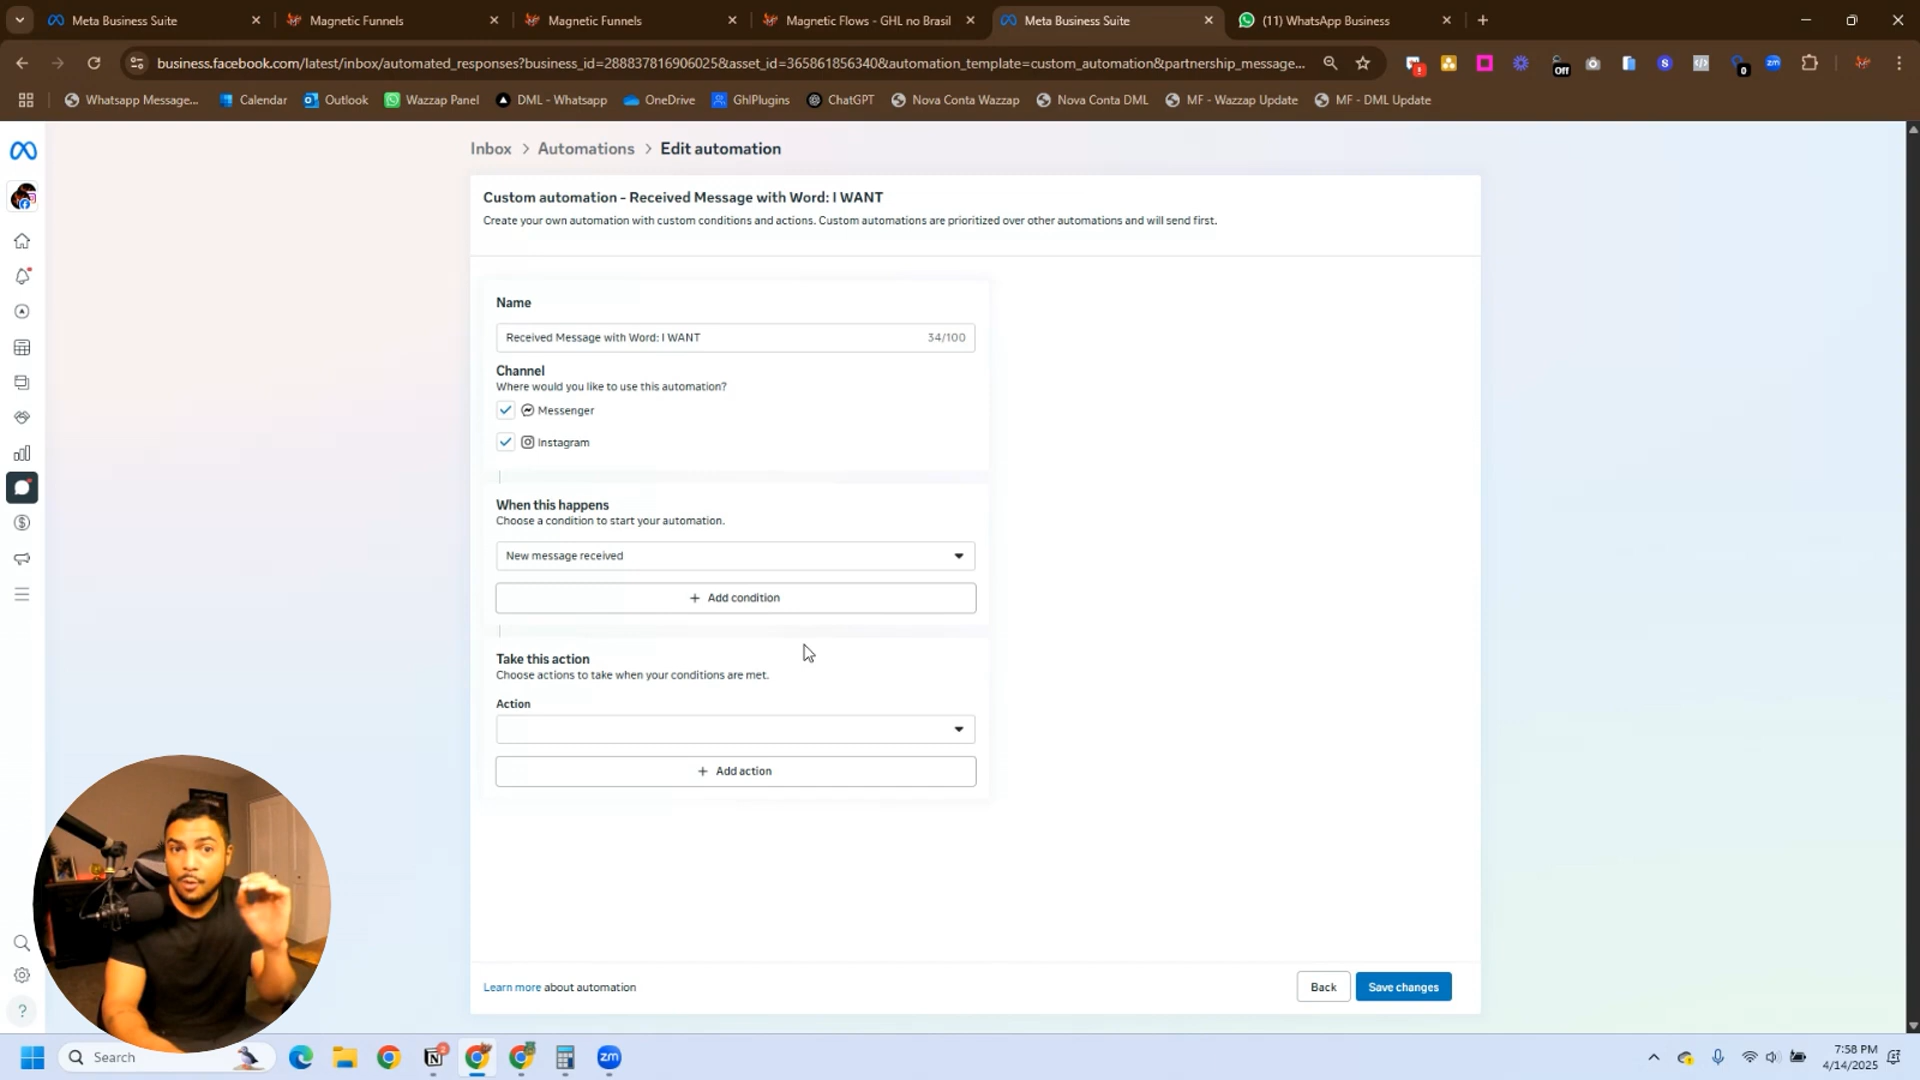 Meta Business Suite
Magnetic Funnels
Magnetic Funnels
Magnetic Flows - GHL no Brasil
Meta Business Suite
(11) WhatsApp Business
business.facebook.com/latest/inbox/automated_responses?business_id=288837816906025&asset_id=365861856340&automation_template=custom_automation&partnership_message...
Off
0
Whatsapp Message...
Calendar
Outlook
Wazzap Panel
DML - Whatsapp
OneDrive
GhlPlugins
ChatGPT
Nova Conta Wazzap
Nova Conta DML
MF - Wazzap Update
MF - DML Update
Inbox > Automations > Edit automation
Custom automation - Received Message with Word: I WANT
Create your own automation with custom conditions and actions. Custom automations are prioritized over other automations and will send first.
Name
Received Message with Word: I WANT 34/100
Channel
Where would you like to use this automation?
Messenger
Instagram
When this happens
Choose a condition to start your automation.
New message received
+ Add condition
Take this action
Choose actions to take when your conditions are met.
Action
+ Add action
Learn more about automation
Back
Save changes
Search
2
zm
7:58 PM
4/14/2025